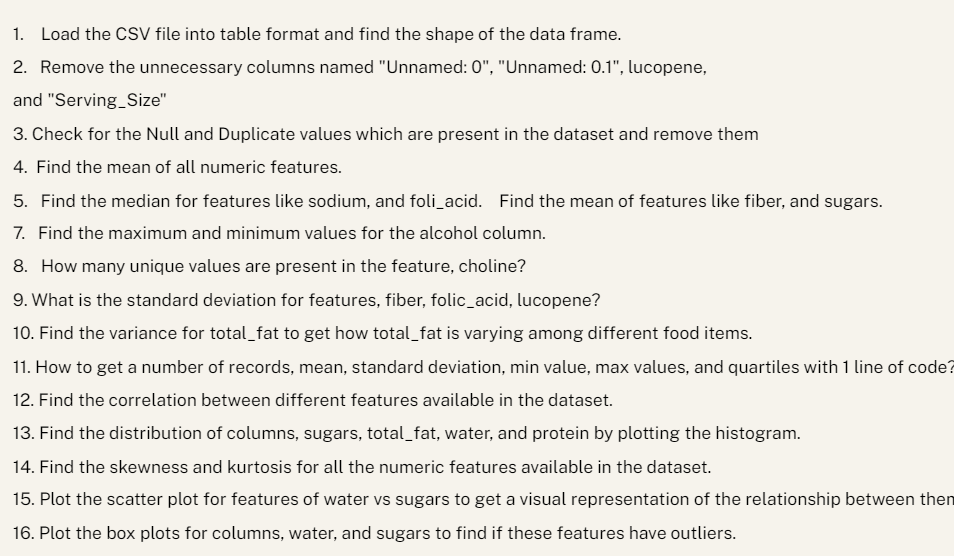 1. Load the CSV file into table format and find the shape of the data frame.
2. Remove the unnecessary columns named "Unnamed: 0", "Unnamed: 0.1", lucopene,
and "Serving_Size"
3. Check for the Null and Duplicate values which are present in the dataset and remove them
4. Find the mean of all numeric features.
5. Find the median for features like sodium, and foli_acid. Find the mean of features like fiber, and sugars.
7. Find the maximum and minimum values for the alcohol column.
8. How many unique values are present in the feature, choline?
9. What is the standard deviation for features, fiber, folic_acid, lucopene?
10. Find the variance for total_fat to get how total_fat is varying among different food items.
11. How to get a number of records, mean, standard deviation, min value, max values, and quartiles with 1 line of code?
12. Find the correlation between different features available in the dataset.
13. Find the distribution of columns, sugars, total_fat, water, and protein by plotting the histogram.
14. Find the skewness and kurtosis for all the numeric features available in the dataset.
15. Plot the scatter plot for features of water vs sugars to get a visual representation of the relationship between
16. Plot the box plots for columns, water, and sugars to find if these features have outliers.